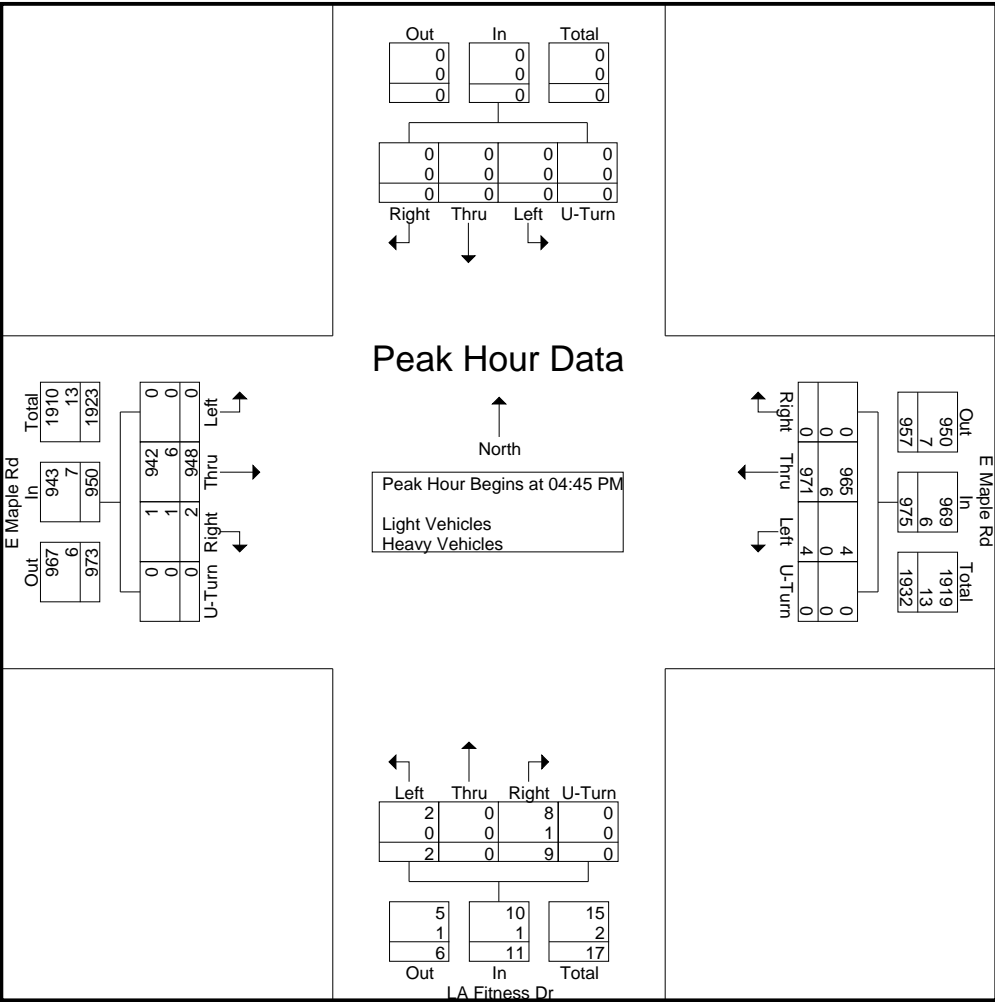 Out In Total
0 0 0
0 0 0
0 0 0
0 0 0 0
0 0 0 0
0 0 0 0
Right Thru Left U-Turn
Peak Hour Data
North
Peak Hour Begins at 04:45 PM
Light Vehicles
Heavy Vehicles
E Maple Rd
Out In Total
967 943 1910
6 7 13
973 950 1923
0 1 942 0
0 1 6 0
0 2 948 0
U-Turn Right Thru Left
E Maple Rd
Out In Total
950 969 1919
7 6 13
957 975 1932
0 965 4 0
0 6 0 0
0 971 4 0
Right Thru Left U-Turn
Left Thru Right U-Turn
2 0 8 0
0 0 1 0
2 0 9 0
5 10 15
1 1 2
6 11 17
Out In Total
LA Fitness Dr